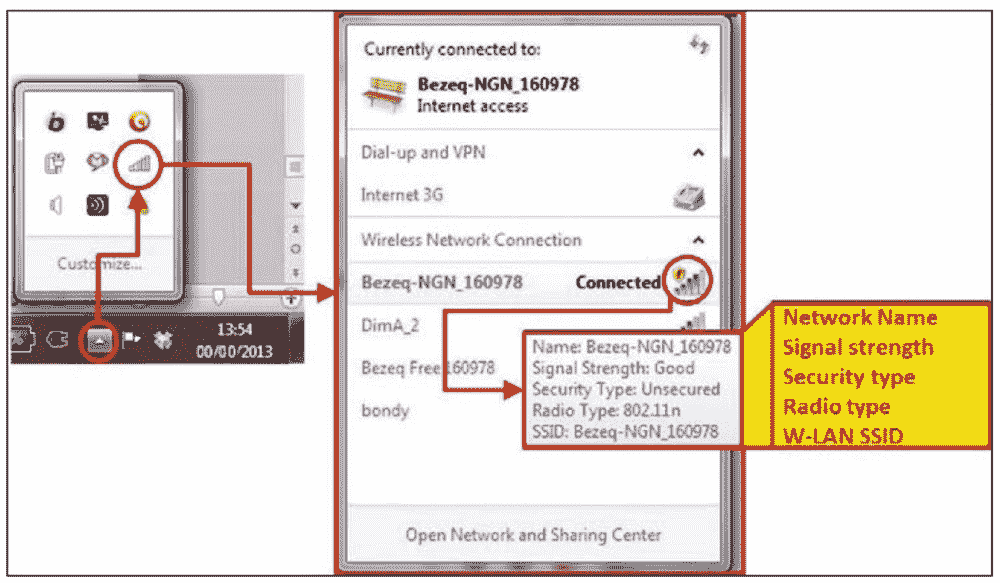 Customize...
13:54
00/00/2013
Currently connected to:
Bezeq-NGN_160978
Internet access
Dial-up and VPN
Internet 3G
Wireless Network Connection
Bezeq-NGN_160978 Connected
DimA_2
Bezeq Free 160978
bondy
Name: Bezeq-NGN_160978
Signal Strength: Good
Security Type: Unsecured
Radio Type: 802.11n
SSID: Bezeq-NGN_160978
Open Network and Sharing Center
Network Name
Signal strength
Security type
Radio type
W-LAN SSID